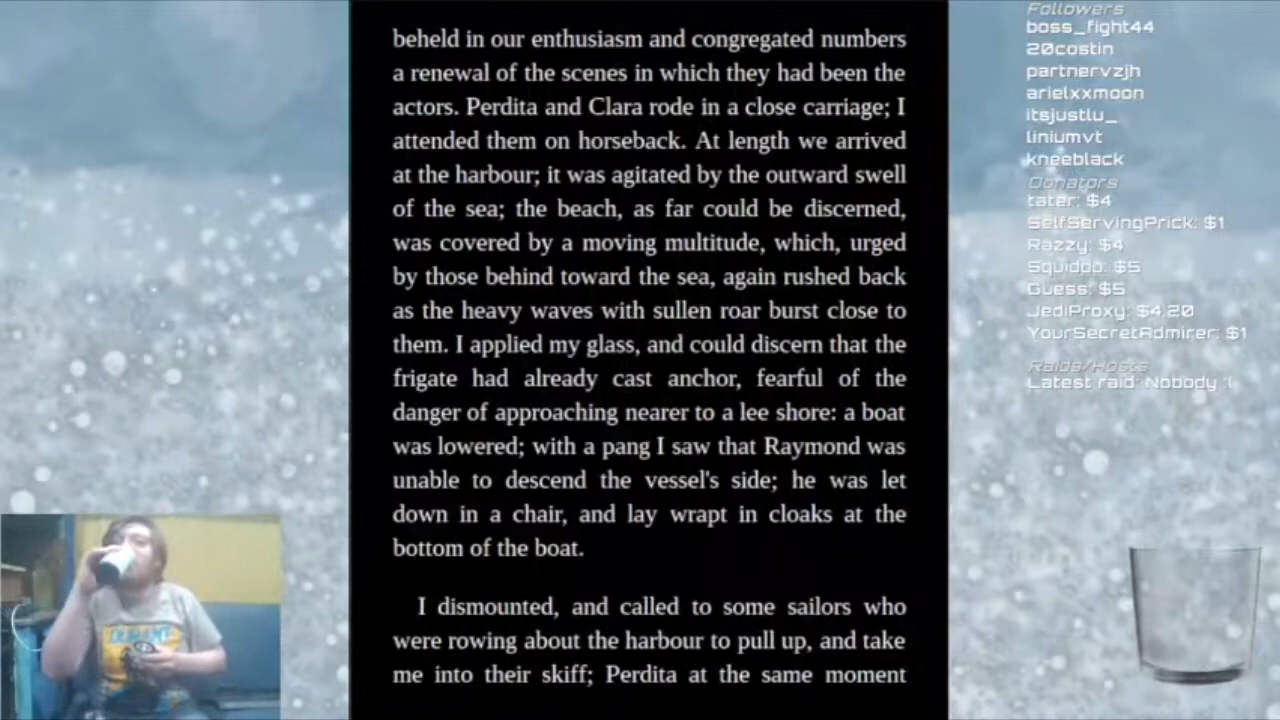 beheld in our enthusiasm and congregated numbers
a renewal of the scenes in which they had been the
actors. Perdita and Clara rode in a close carriage; I
attended them on horseback. At length we arrived
at the harbour; it was agitated by the outward swell
of the sea; the beach, as far could be discerned,
was covered by a moving multitude, which, urged
by those behind toward the sea, again rushed back
as the heavy waves with sullen roar burst close to
them. I applied my glass, and could discern that the
frigate had already cast anchor, fearful of the
danger of approaching nearer to a lee shore: a boat
was lowered; with a pang I saw that Raymond was
unable to descend the vessel's side; he was let
down in a chair, and lay wrapt in cloaks at the
bottom of the boat.
I dismounted, and called to some sailors who
were rowing about the harbour to pull up, and take
me into their skiff; Perdita at the same moment
Followers
boss_fight44
20costin
partnervzjh
arielxxmoon
itsjustlu_
liniumvt
kneeblack
Donators
tater: $4
SelfServingPrick: $1
Razzy: $4
Squidoo: $5
Guess: $5
JediProxy: $4.20
YourSecretAdmirer: $1
Raids/Hosts
Latest raid: Nobody :(